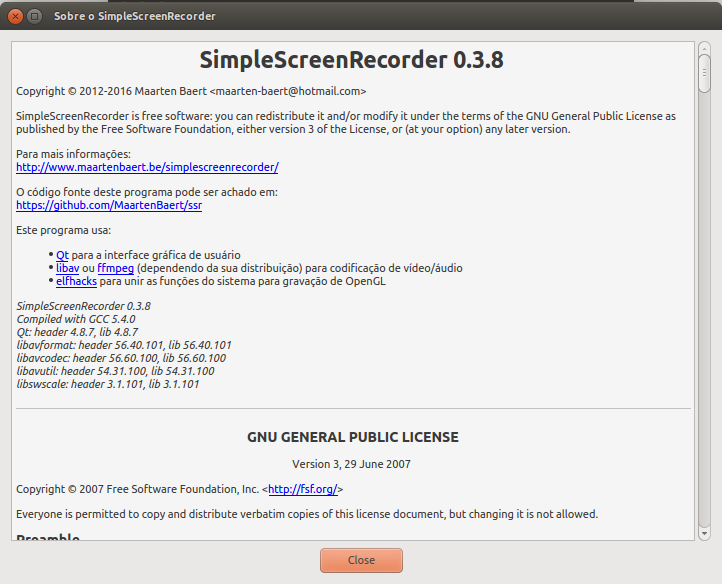 Sobre o SimpleScreenRecorder
SimpleScreenRecorder 0.3.8
Copyright © 2012-2016 Maarten Baert <maarten-baert@hotmail.com>
SimpleScreenRecorder is free software: you can redistribute it and/or modify it under the terms of the GNU General Public License as
published by the Free Software Foundation, either version 3 of the License, or (at your option) any later version.
Para mais informações:
http://www.maartenbaert.be/simplescreenrecorder/
O código fonte deste programa pode ser achado em:
https://github.com/MaartenBaert/ssr
Este programa usa:
• Qt para a interface gráfica de usuário
• libav ou ffmpeg (dependendo da sua distribuição) para codificação de vídeo/áudio
• elfhacks para unir as funções do sistema para gravação de OpenGL
SimpleScreenRecorder 0.3.8
Compiled with GCC 5.4.0
Qt: header 4.8.7, lib 4.8.7
libavformat: header 56.40.101, lib 56.40.101
libavcodec: header 56.60.100, lib 56.60.100
libavutil: header 54.31.100, lib 54.31.100
libswscale: header 3.1.101, lib 3.1.101
GNU GENERAL PUBLIC LICENSE
Version 3, 29 June 2007
Copyright © 2007 Free Software Foundation, Inc. <http://fsf.org/>
Everyone is permitted to copy and distribute verbatim copies of this license document, but changing it is not allowed.
Preamble
Close